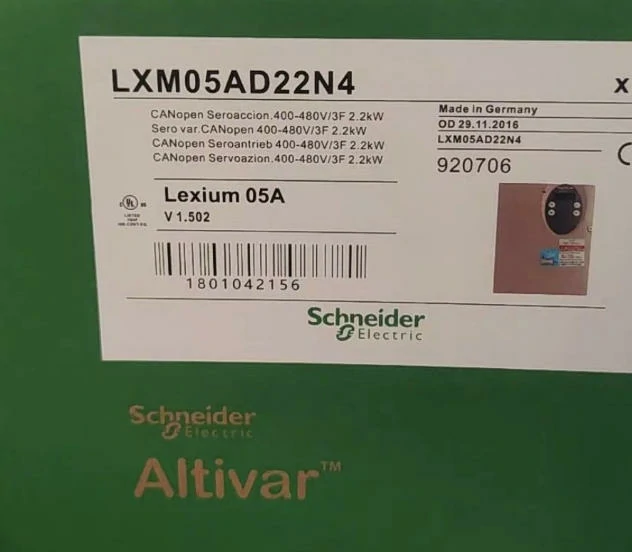 LXM05AD22N4
x
CANopen Seroaccion.400-480V/3F 2.2kW
Sero var.CANopen 400-480V/3F 2.2kW
CANopen Seroantrieb 400-480V/3F 2.2kW
CANopen Servoazion.400-480V/3F 2.2kW
Made in Germany
OD 29.11.2016
LXM05AD22N4
920706
UL
LISTED
Lexium 05A
V 1.502
1801042156
Schneider
Electric
Schneider
Electric
Altivar™